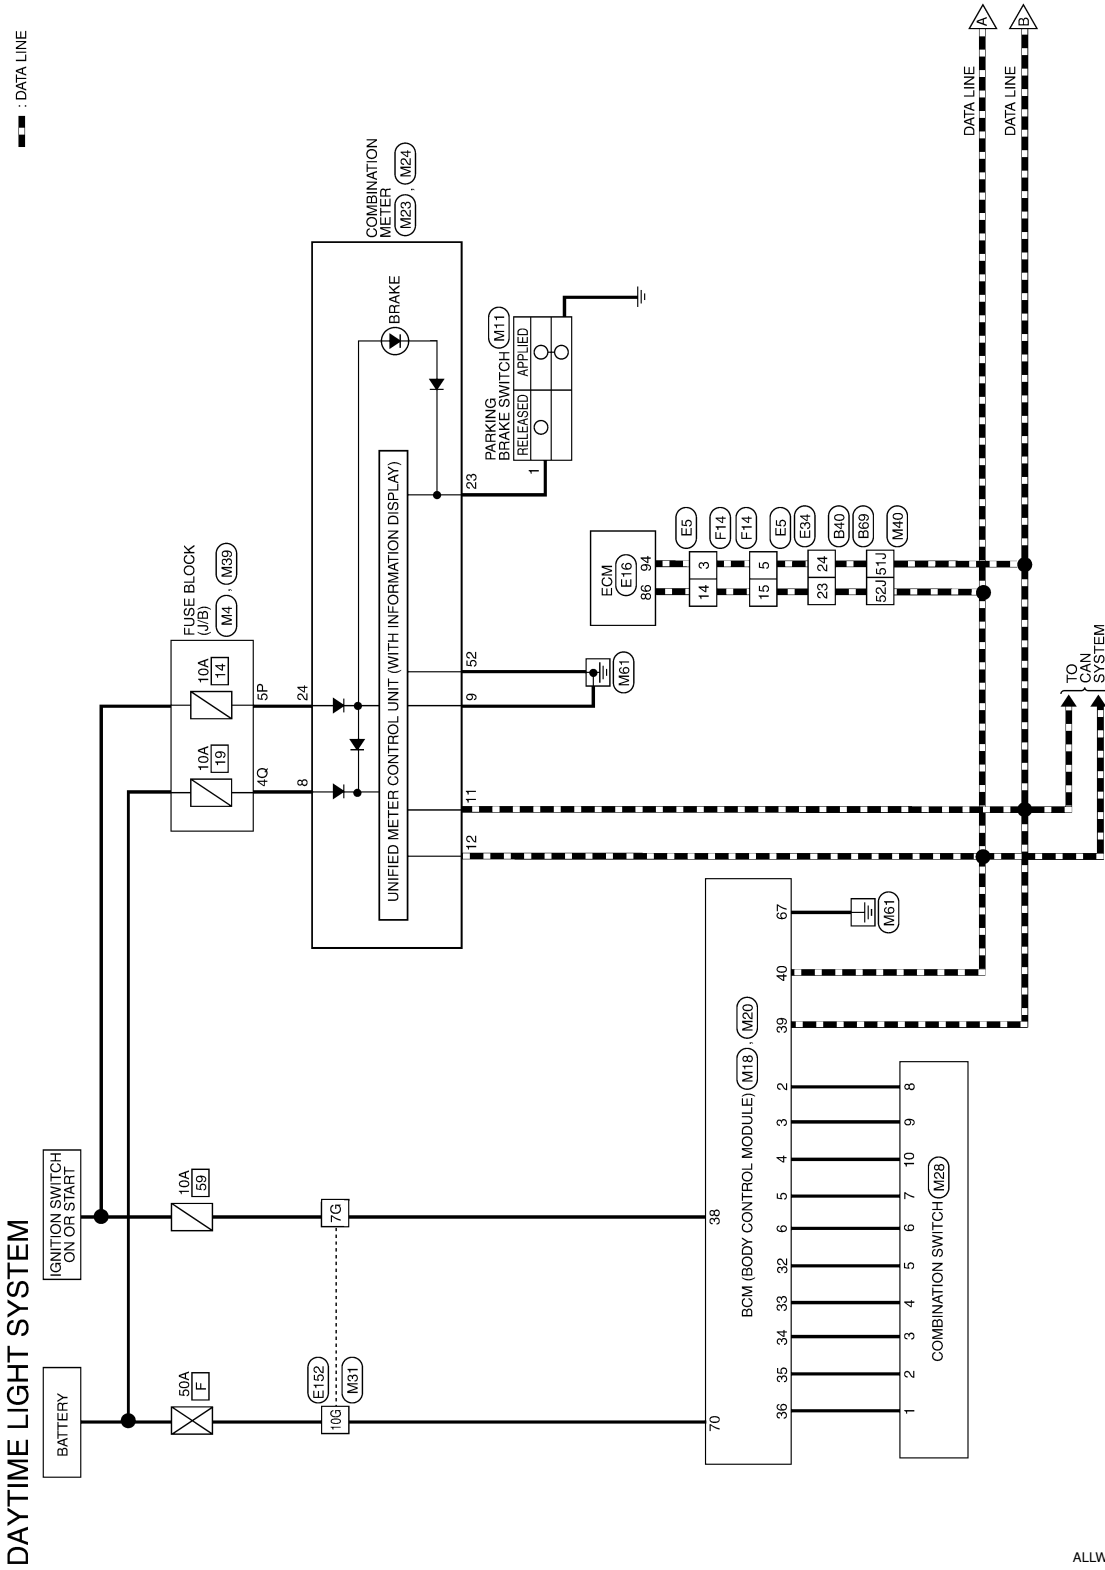 DAYTIME LIGHT SYSTEM
: DATA LINE
BATTERY
IGNITION SWITCH
ON OR START
50A
F
10A
59
10A
19
10A
14
FUSE BLOCK
(J/B)
M4 , M39
4Q
5P
E152
M31
10G
7G
8
24
COMBINATION
METER
M23 , M24
BRAKE
UNIFIED METER CONTROL UNIT (WITH INFORMATION DISPLAY)
12
11
9
52
23
M61
PARKING
BRAKE SWITCH M11
RELEASED
APPLIED
1
ECM
E16
86
94
14
3
E5
F14
15
5
F14
E5
23
24
E34
B40
52J
51J
B69
M40
70
38
BCM (BODY CONTROL MODULE) M18 , M20
36
35
34
33
32
6
5
4
3
2
39
40
67
M61
1
2
3
4
5
6
7
10
9
8
COMBINATION SWITCH M28
DATA LINE
A
DATA LINE
B
TO
CAN
SYSTEM
ALLW